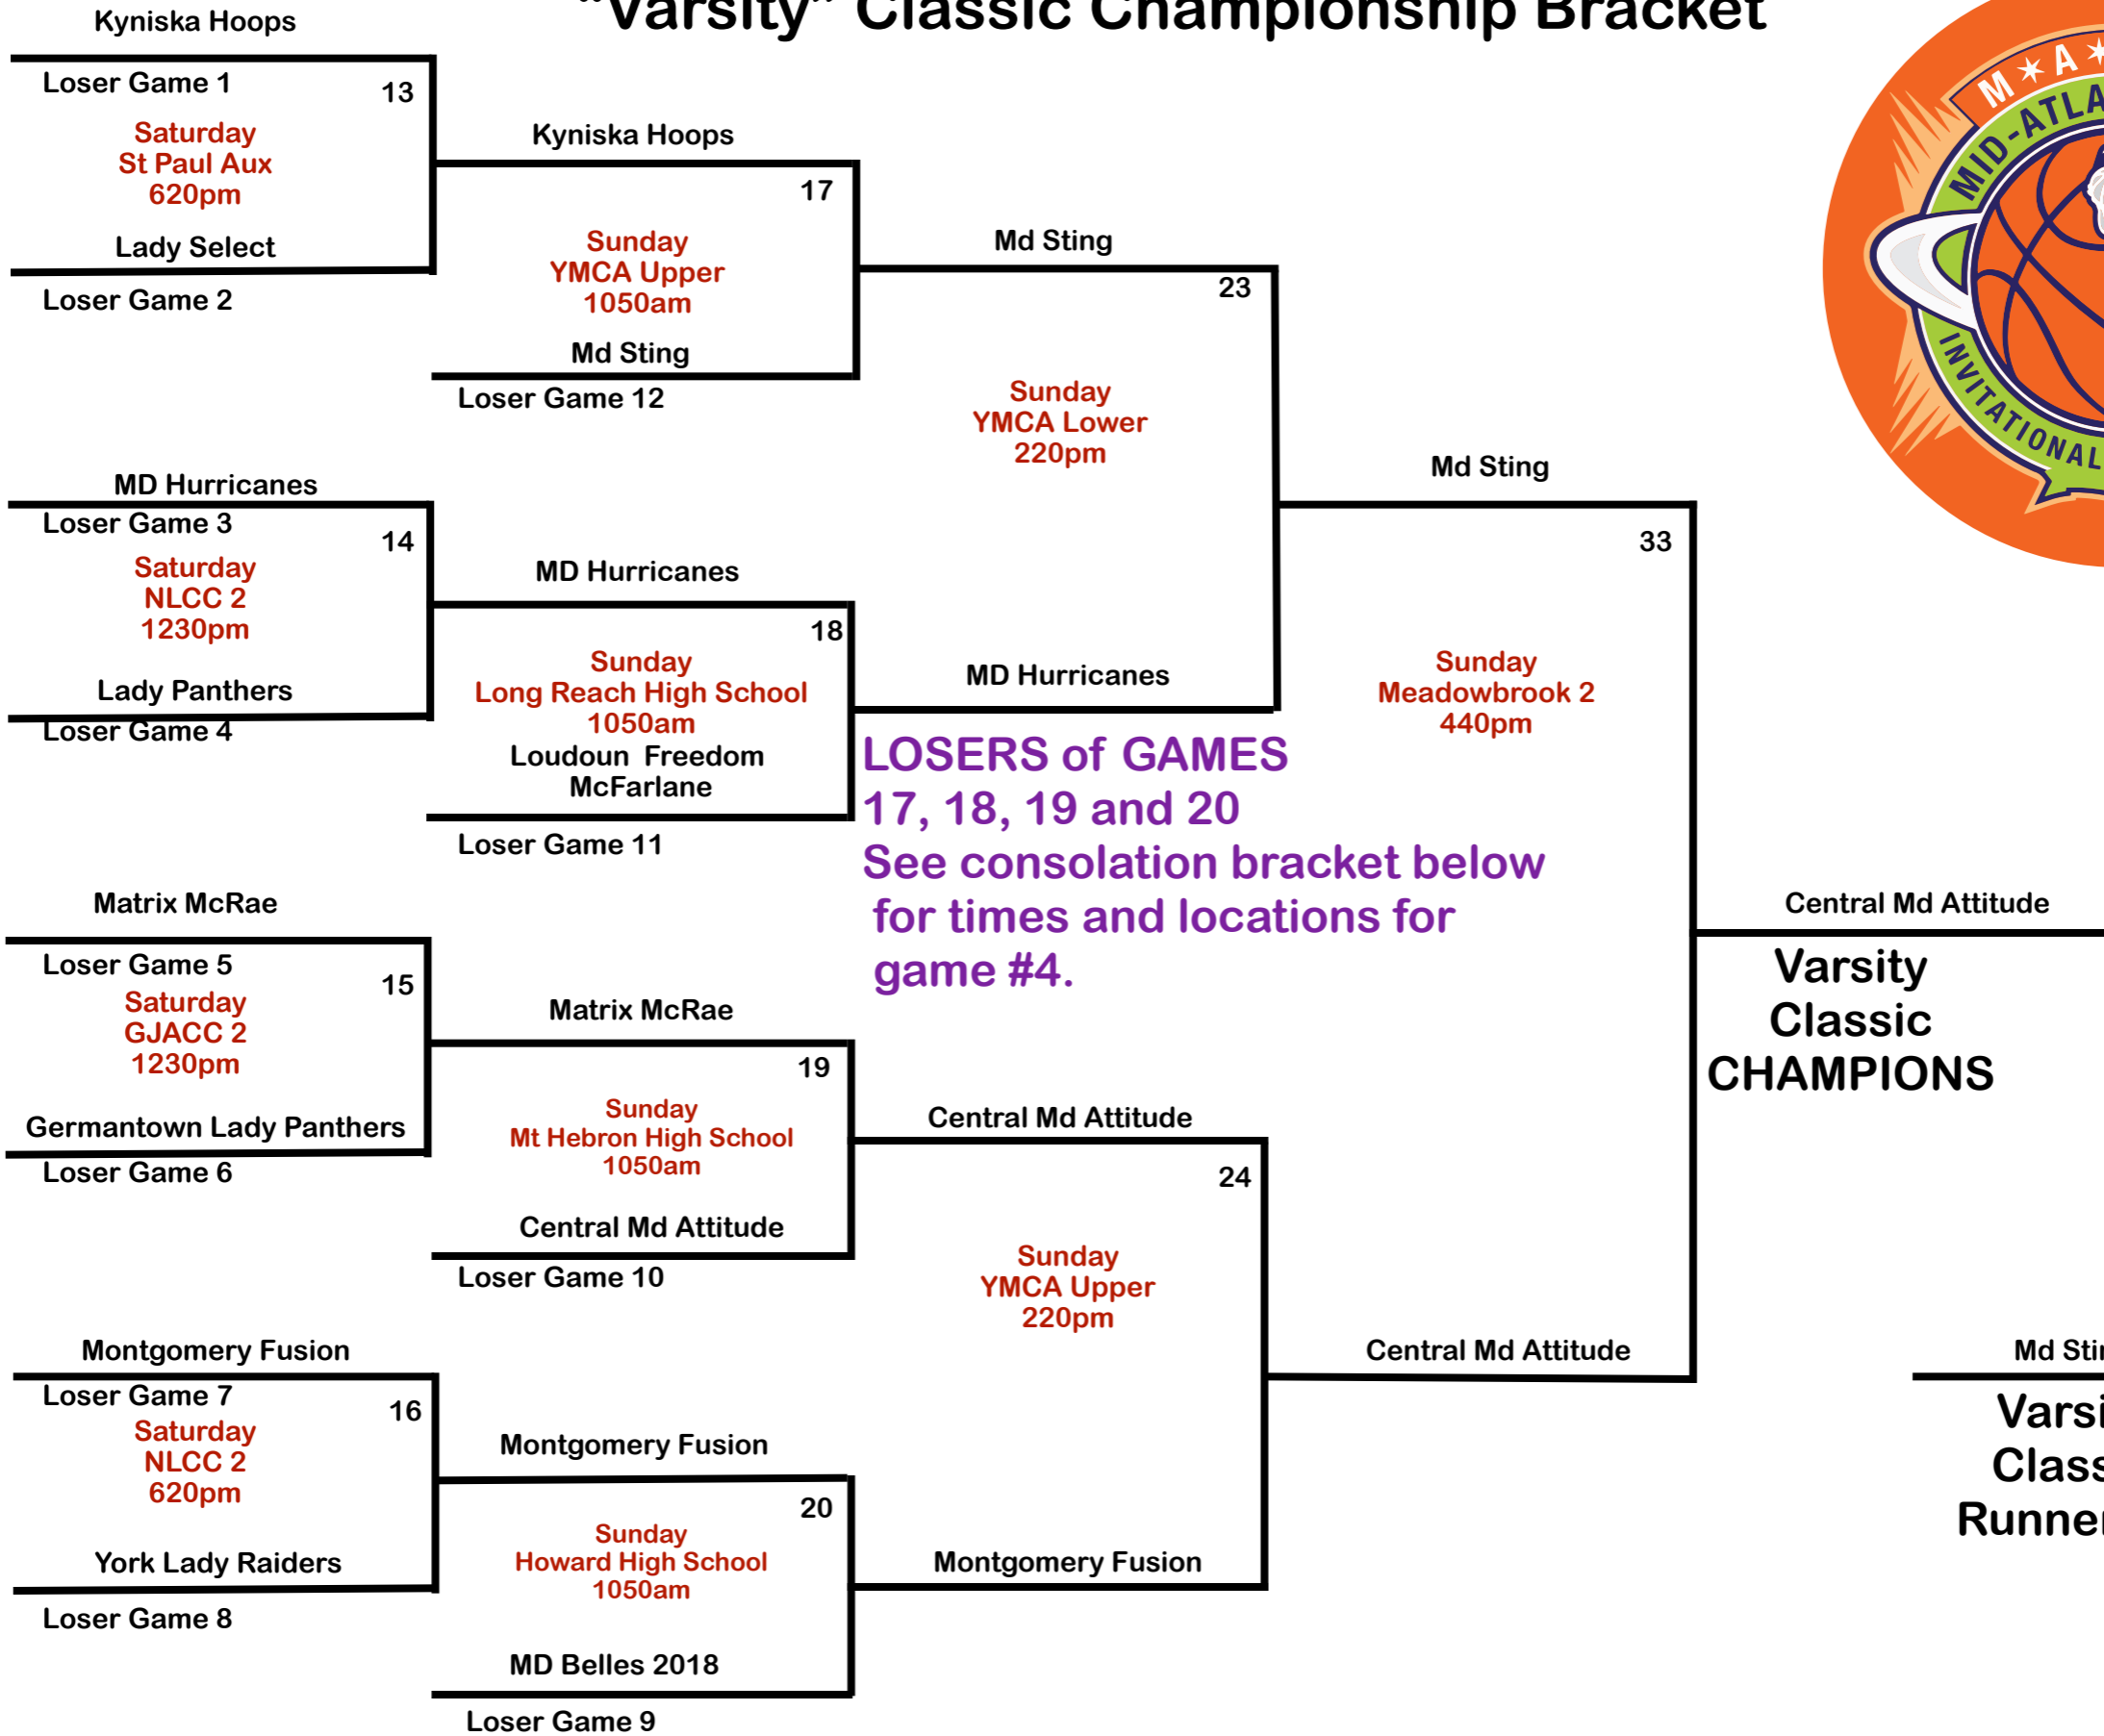 "Varsity" Classic Championship Bracket
Kyniska Hoops
Loser Game 1
13
Saturday
St Paul Aux
620pm
Lady Select
Loser Game 2
Kyniska Hoops
17
Sunday
YMCA Upper
1050am
Md Sting
Loser Game 12
Md Sting
23
Sunday
YMCA Lower
220pm
MD Hurricanes
Loser Game 3
14
Saturday
NLCC 2
1230pm
Lady Panthers
Loser Game 4
MD Hurricanes
18
Sunday
Long Reach High School
1050am
Loudoun Freedom
McFarlane
Loser Game 11
MD Hurricanes
Md Sting
33
Sunday
Meadowbrook 2
440pm
LOSERS of GAMES
17, 18, 19 and 20
See consolation bracket below
for times and locations for
game #4.
Matrix McRae
Loser Game 5
15
Saturday
GJACC 2
1230pm
Germantown Lady Panthers
Loser Game 6
Matrix McRae
19
Sunday
Mt Hebron High School
1050am
Central Md Attitude
Loser Game 10
Central Md Attitude
24
Sunday
YMCA Upper
220pm
Central Md Attitude
Central Md Attitude
Varsity
Classic
CHAMPIONS
Montgomery Fusion
Loser Game 7
16
Saturday
NLCC 2
620pm
York Lady Raiders
Loser Game 8
Montgomery Fusion
20
Sunday
Howard High School
1050am
MD Belles 2018
Loser Game 9
Montgomery Fusion
Md
M A
MID-ATLA
INVITATIONAL